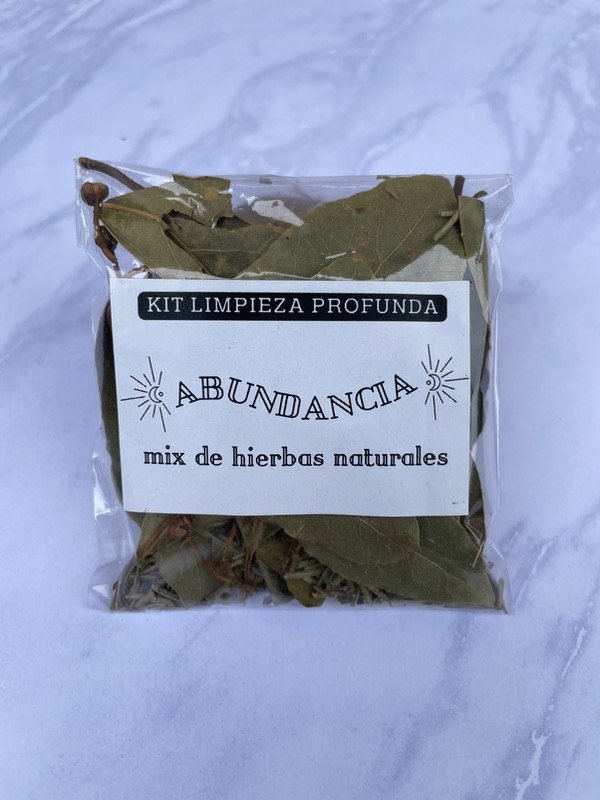 KIT LIMPIEZA PROFUNDA
ABUNDANCIA
mix de hierbas naturales